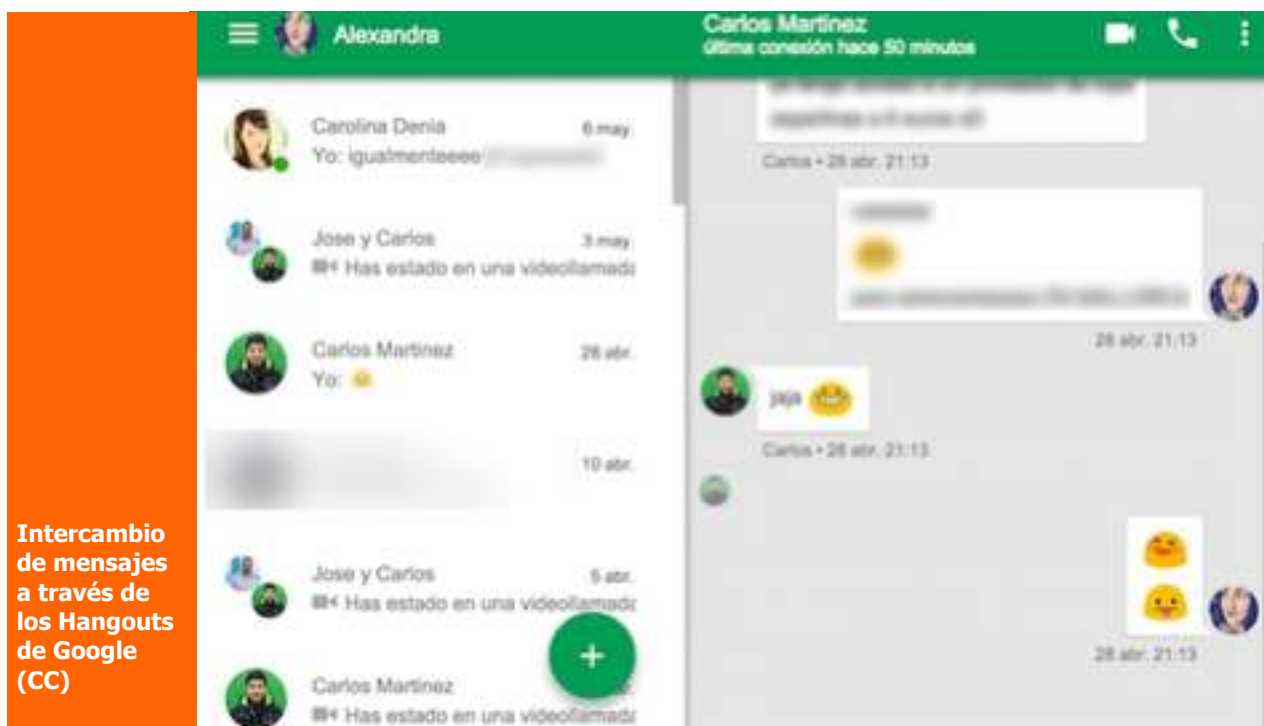 Intercambio
de mensajes
a través de
los Hangouts
de Google
(CC)
Alexandra
Carolina Denia
6 may.
Yo: igualmenteeee
Jose y Carlos
3 may.
Has estado en una videollamada
Carlos Martinez
28 abr.
Yo:
10 abr.
Jose y Carlos
5 abr.
Has estado en una videollamada
+
Carlos Martinez
Has estado en una videollamada
Carlos Martinez
última conexión hace 50 minutos
Carlos • 28 abr. 21:13
28 abr. 21:13
jaja
Carlos • 28 abr. 21:13
28 abr. 21:13